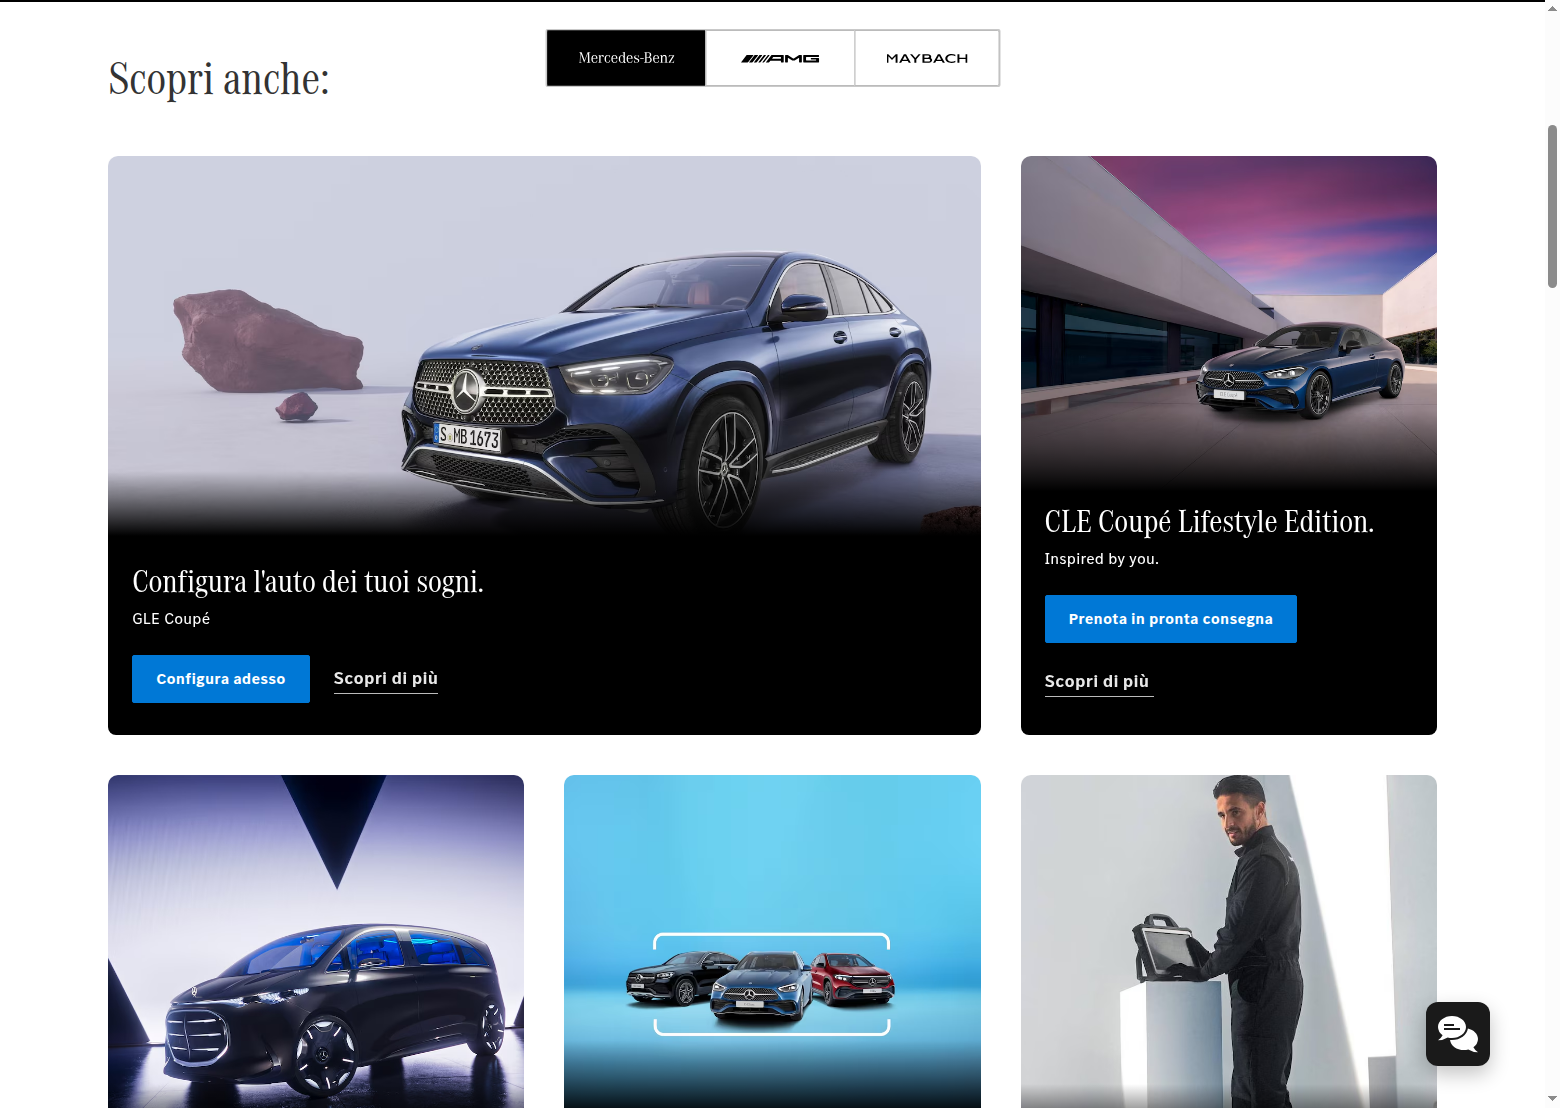 Mercedes-Benz
AMG
MAYBACH
Scopri anche:
S MB 1673
Configura l'auto dei tuoi sogni.
GLE Coupé
Configura adesso
Scopri di più
CLE Coupé Lifestyle Edition.
Inspired by you.
Prenota in pronta consegna
Scopri di più